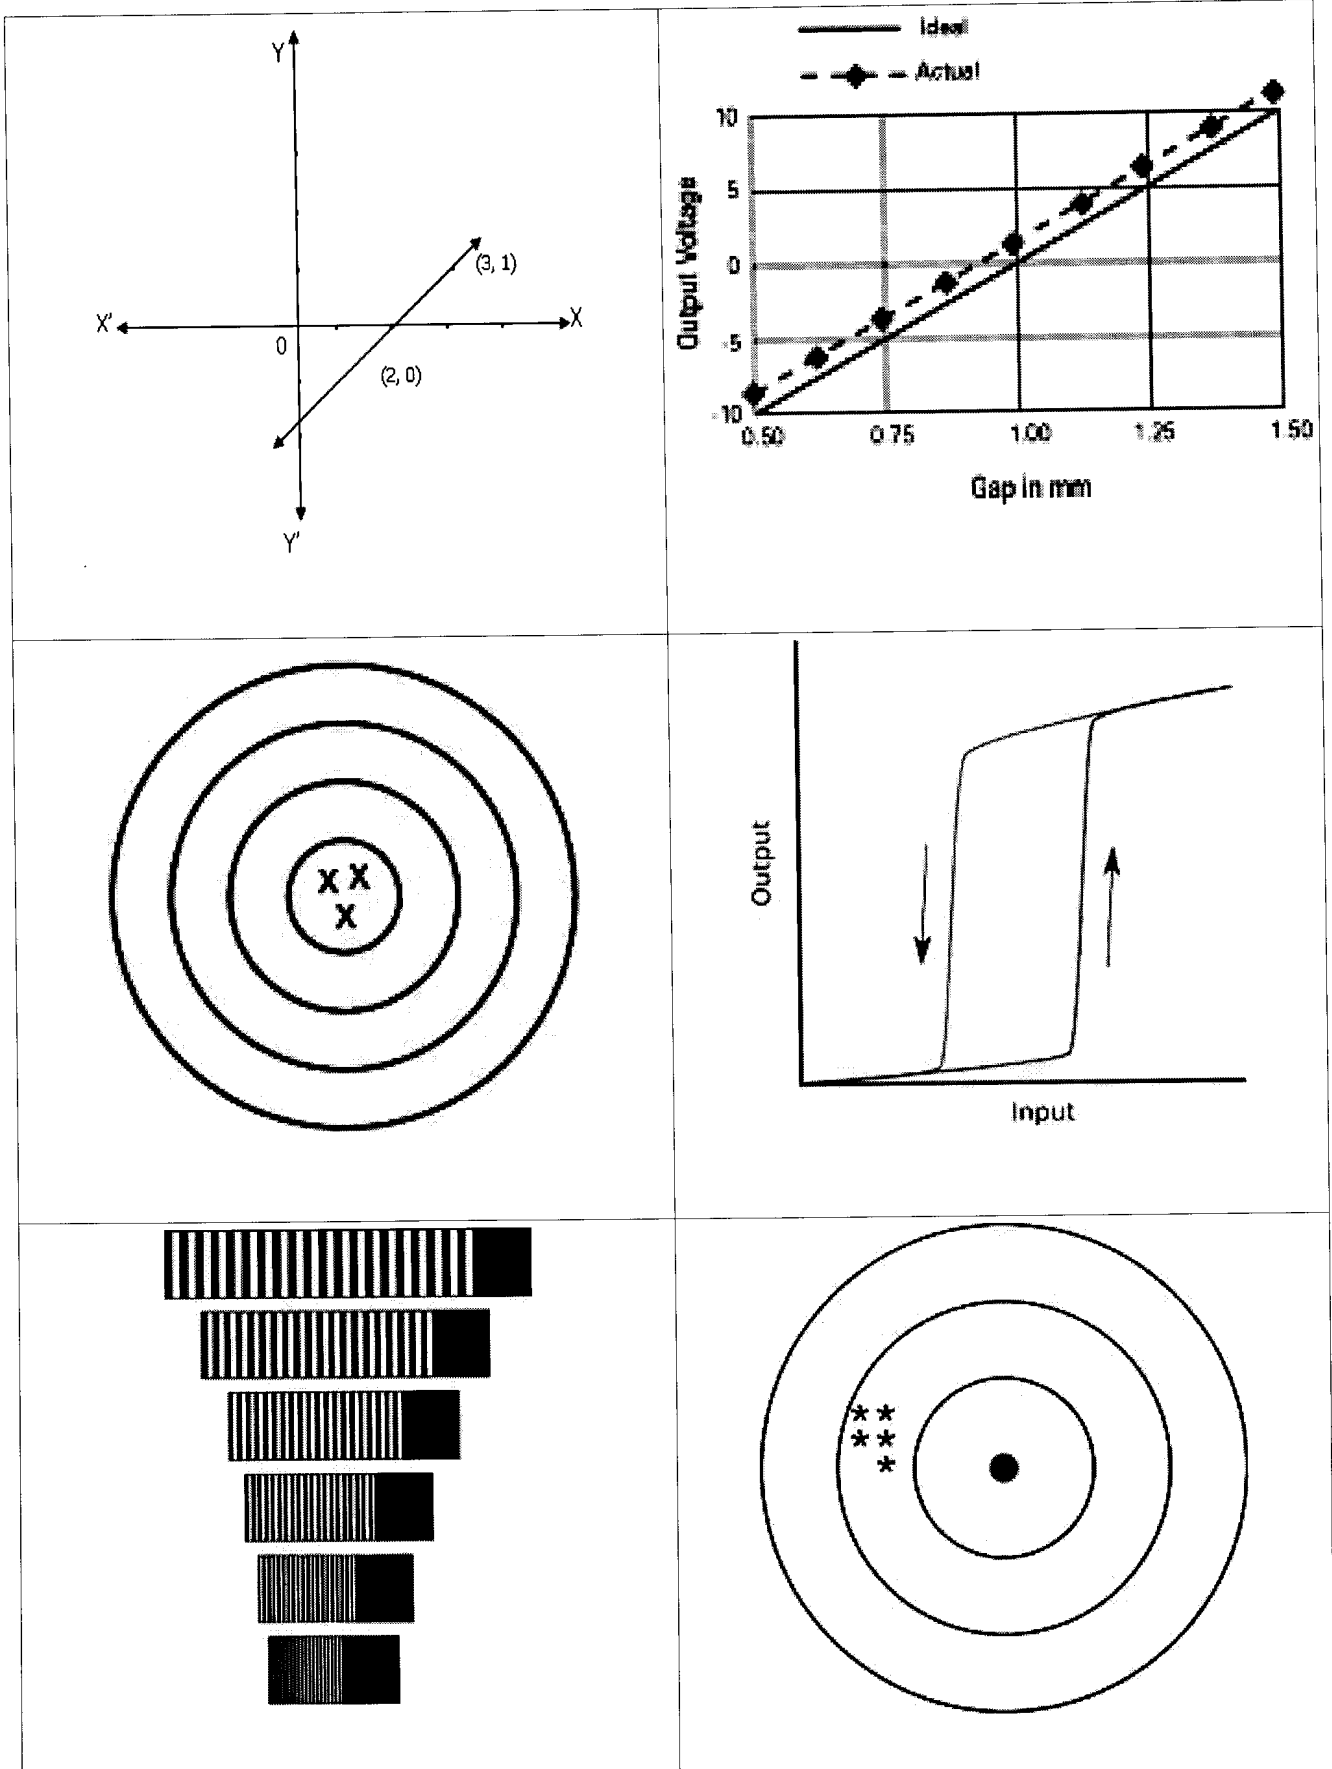 Y
X'
X
0
(3, 1)
(2, 0)
Y'
Ideal
Actual
Output Voltage
10
5
0
-5
-10
0.50
0.75
1.00
1.25
1.50
Gap in mm
X X
X
Output
Input
* *
* *
*